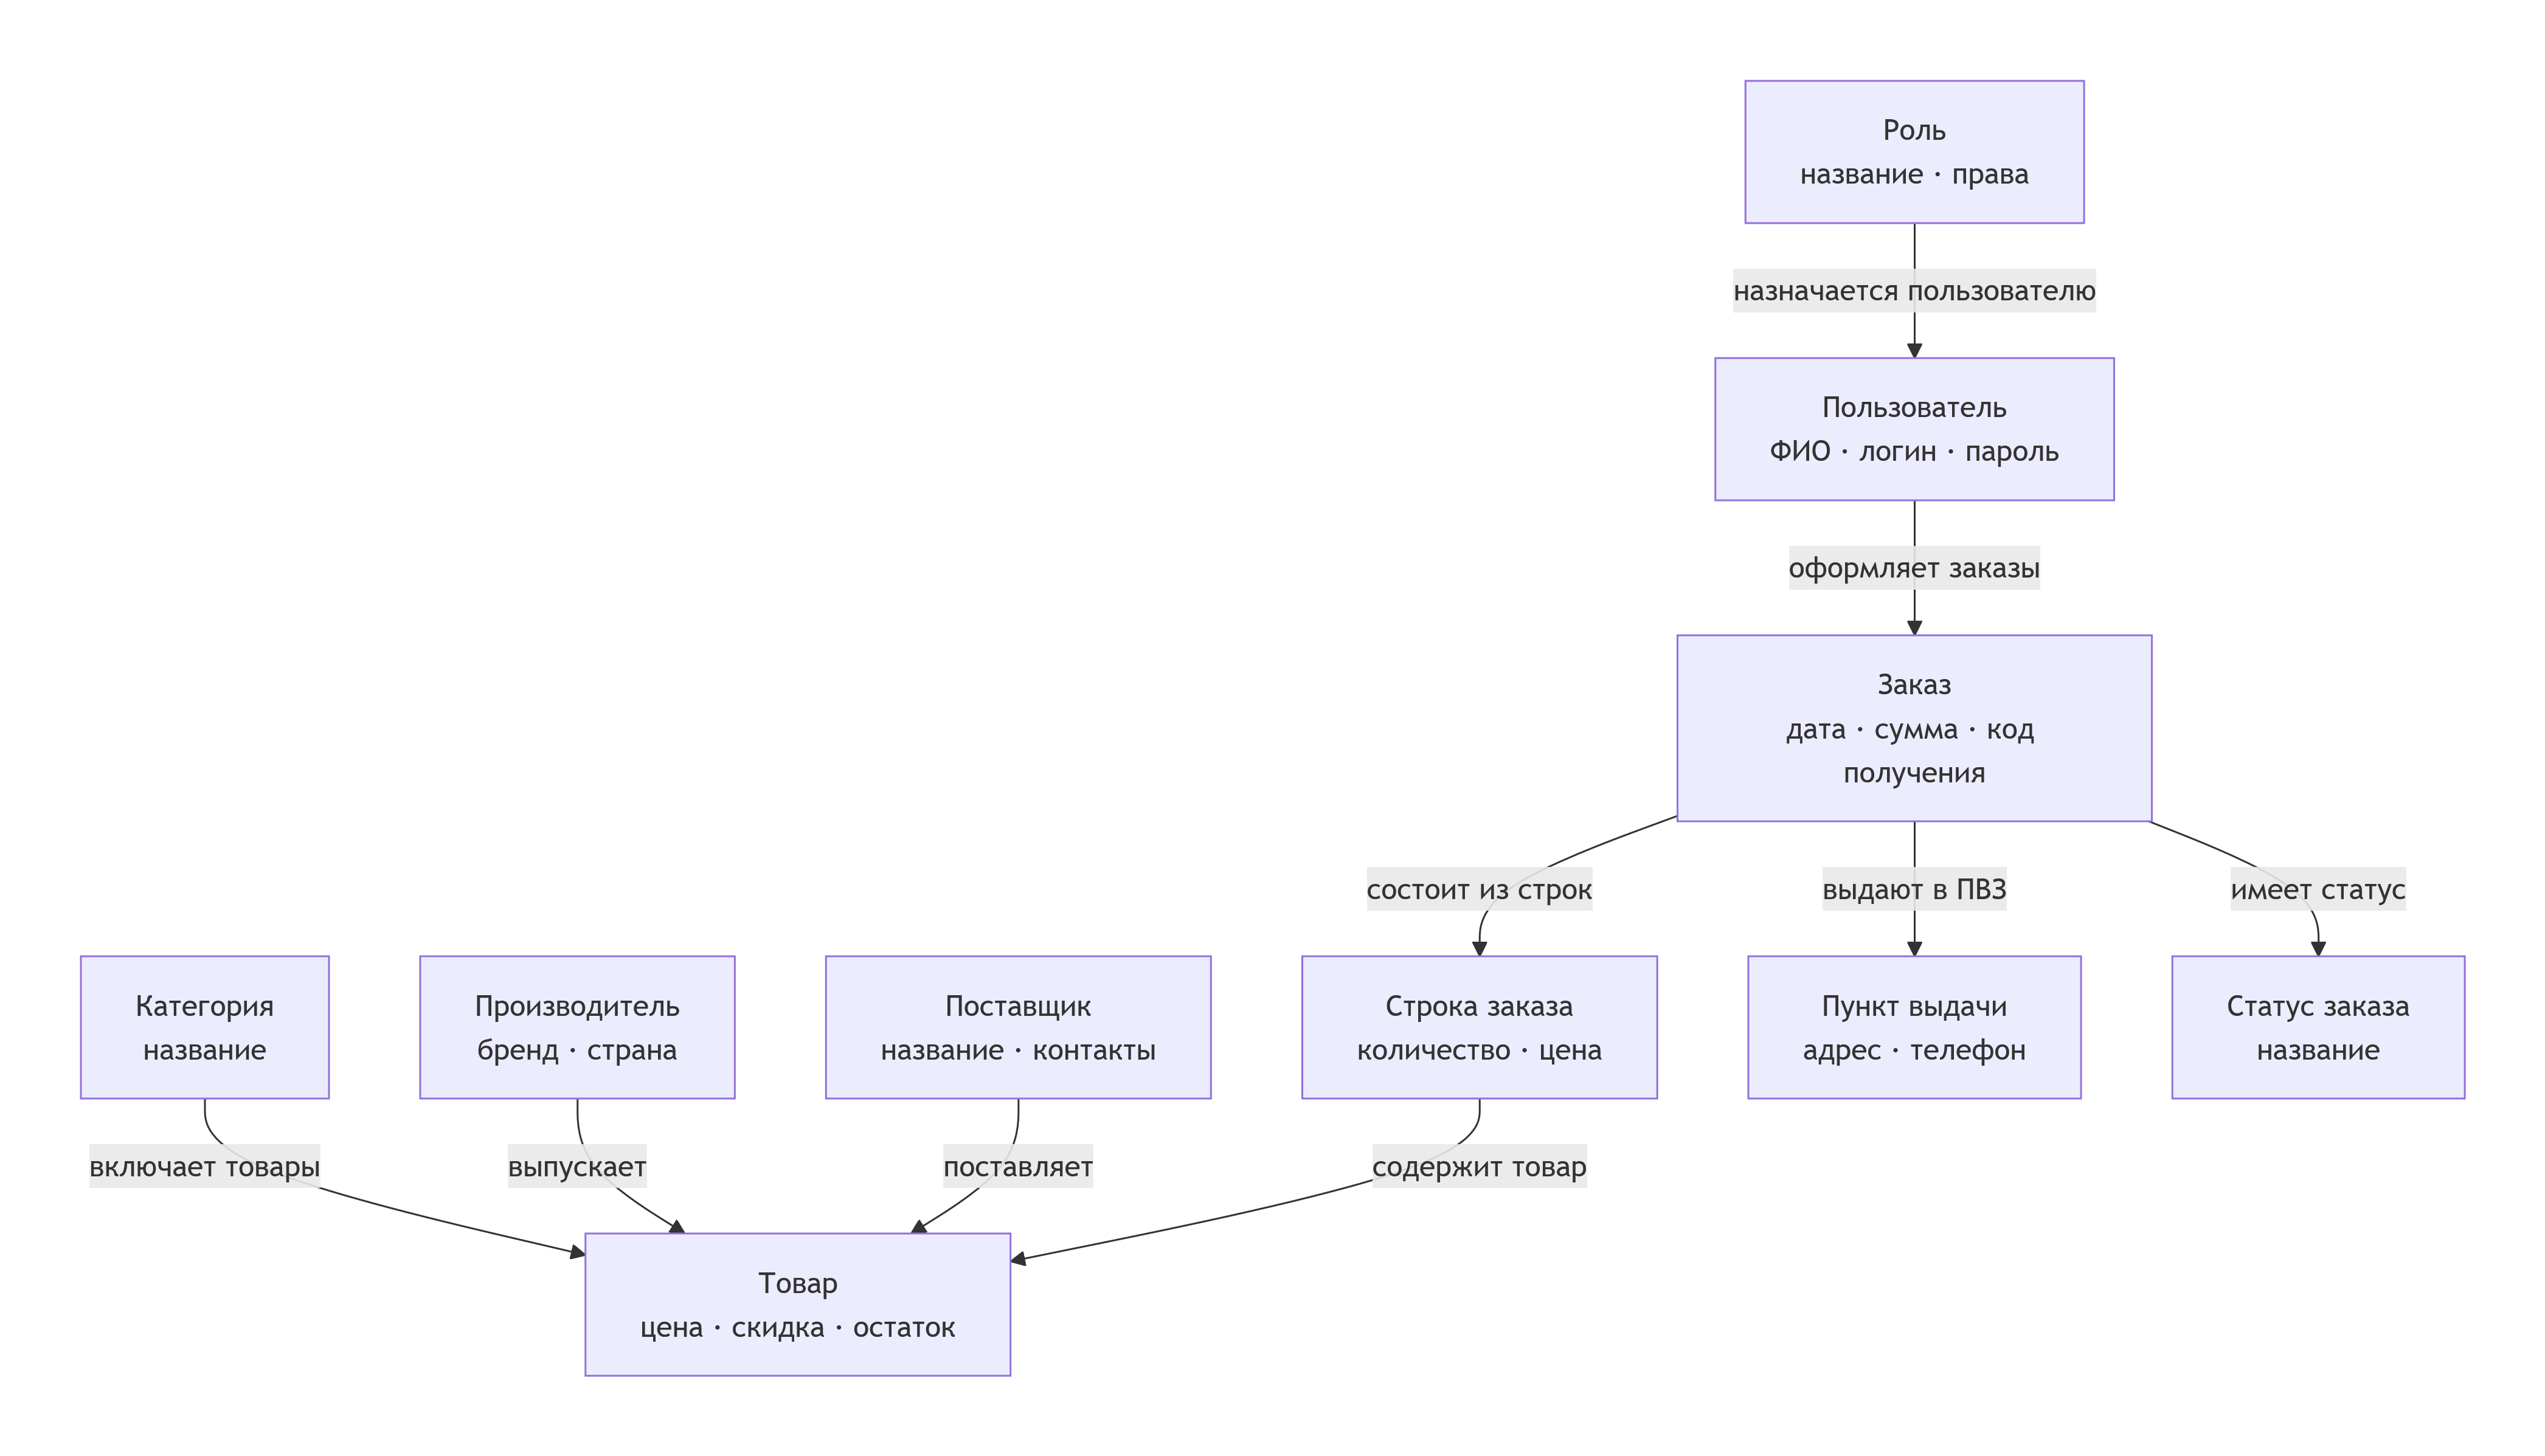 Роль
название · права
назначается пользователю
Пользователь
ФИО · логин · пароль
оформляет заказы
Заказ
дата · сумма · код
получения
состоит из строк
выдают в ПВЗ
имеет статус
Категория
название
Производитель
бренд · страна
Поставщик
название · контакты
Строка заказа
количество · цена
Пункт выдачи
адрес · телефон
Статус заказа
название
включает товары
выпускает
поставляет
содержит товар
Товар
цена · скидка · остаток